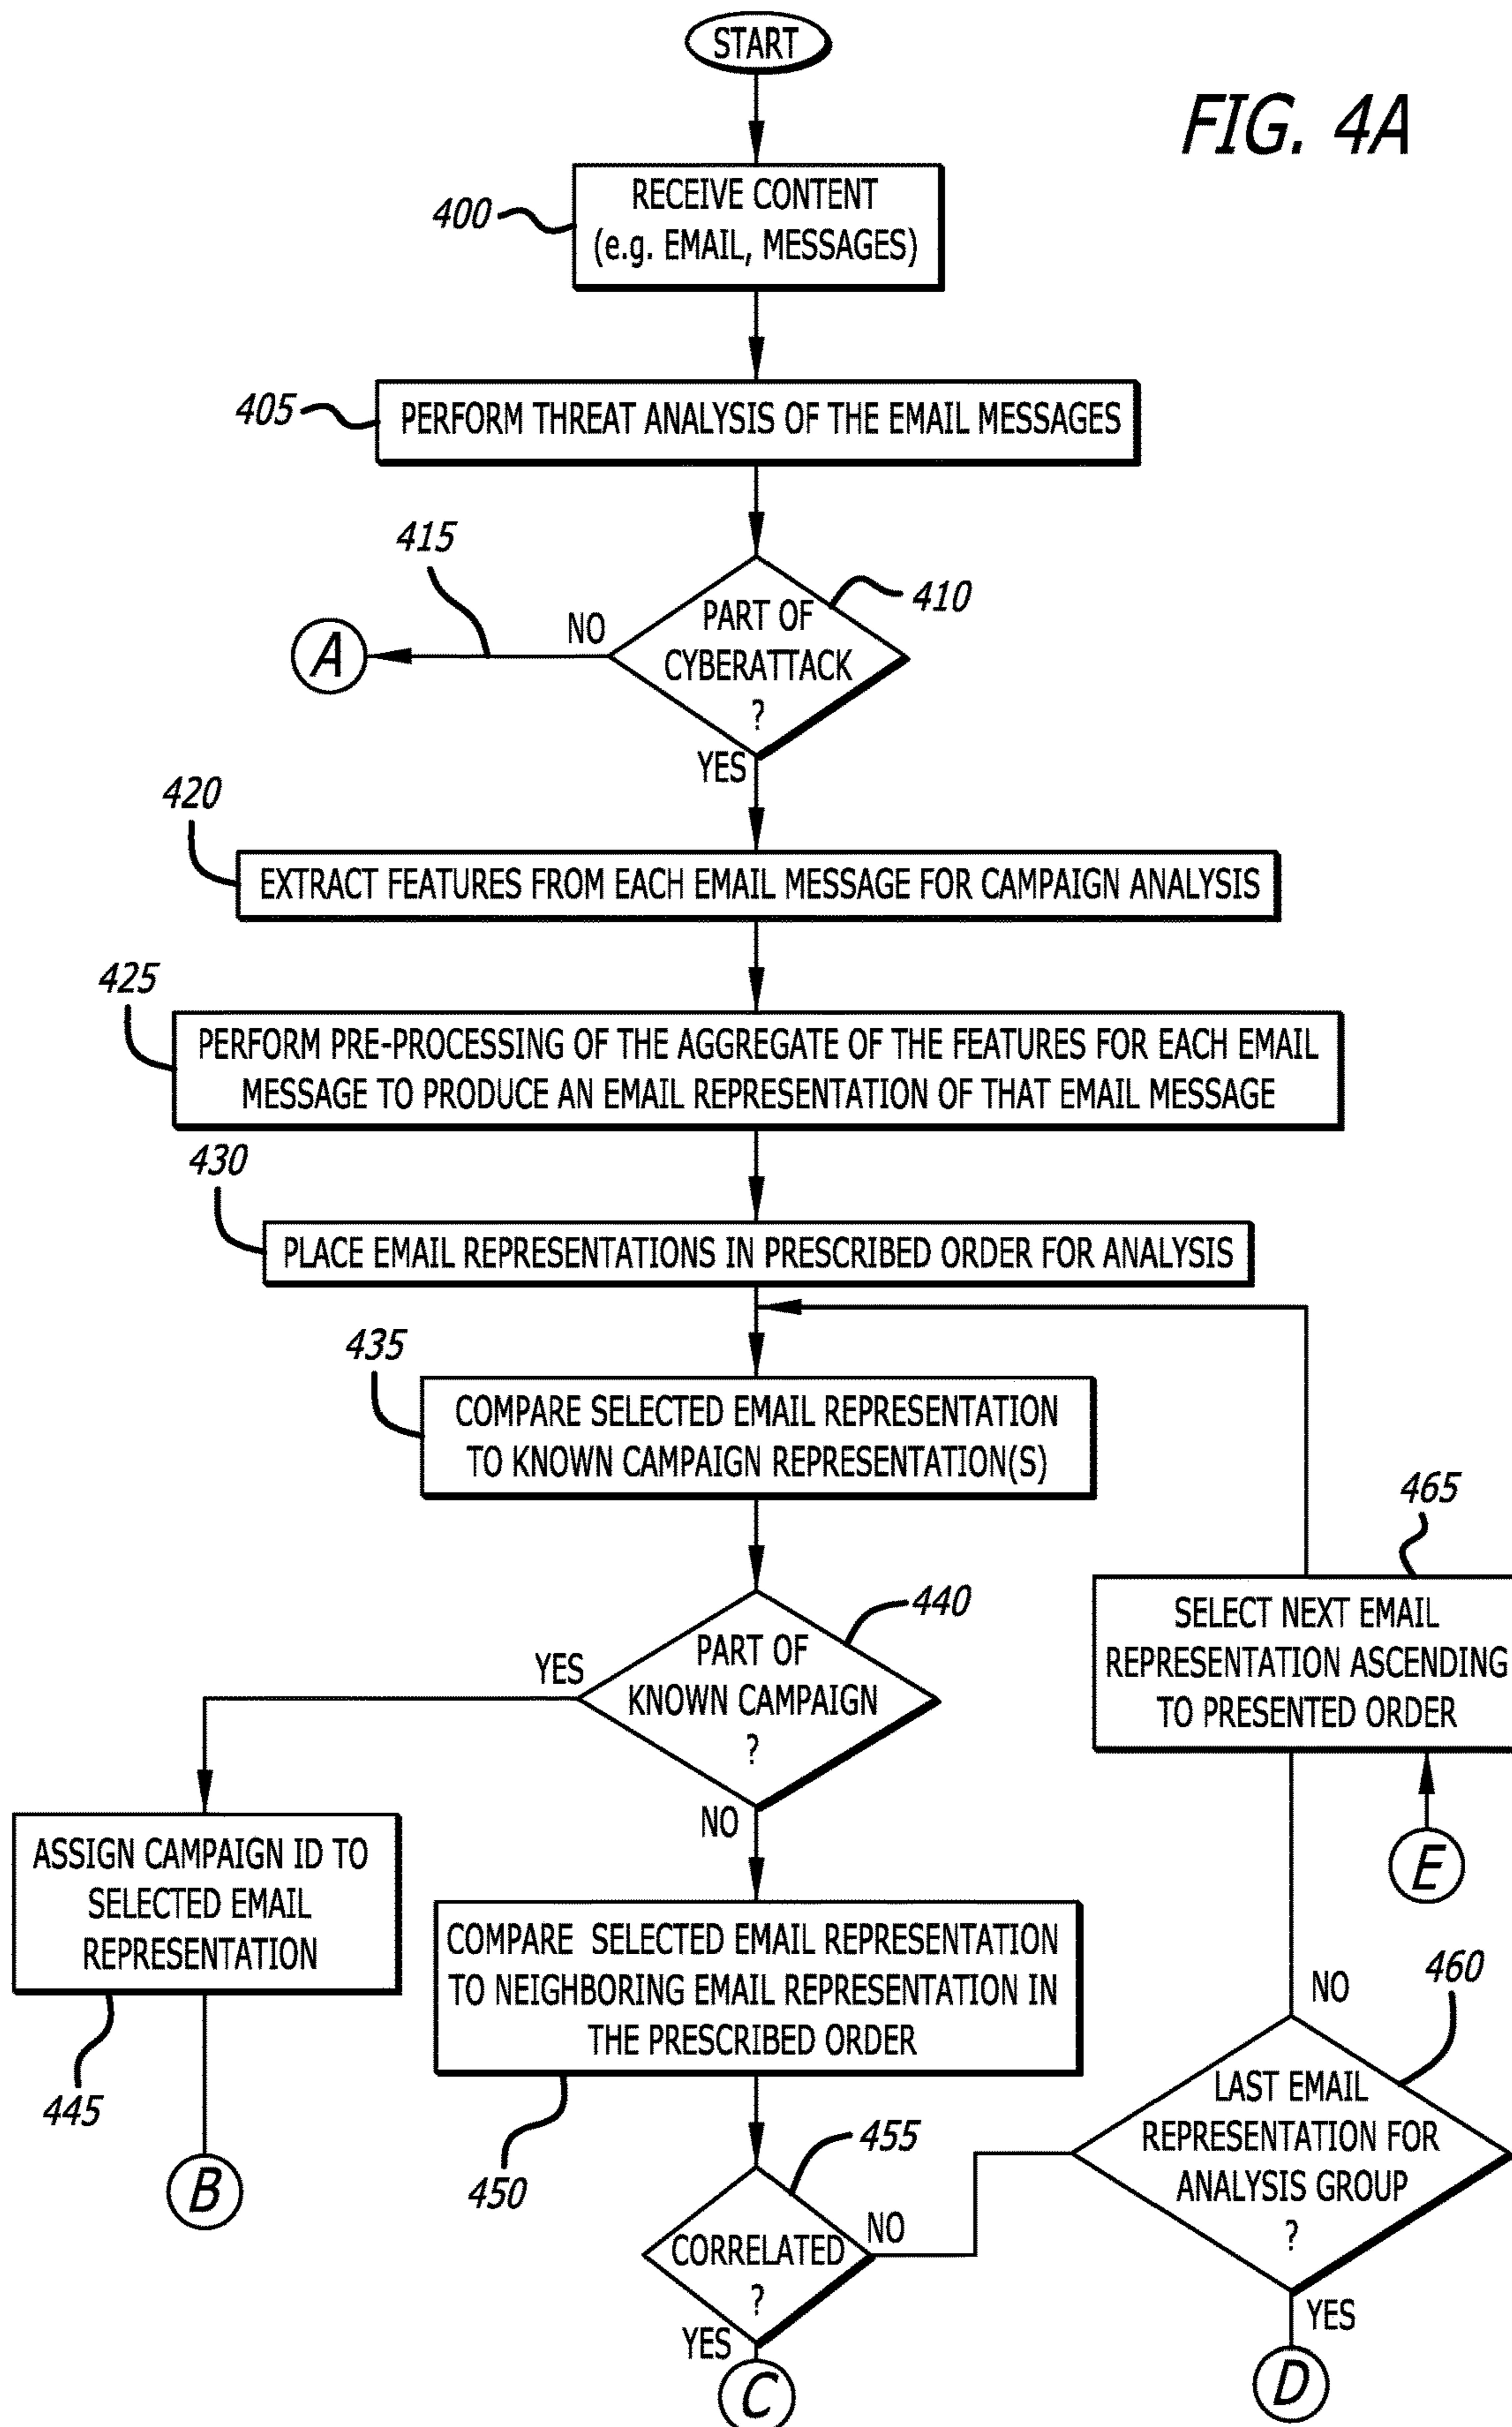 START
FIG. 4A
400
RECEIVE CONTENT
(e.g. EMAIL, MESSAGES)
405
PERFORM THREAT ANALYSIS OF THE EMAIL MESSAGES
415
410
PART OF
CYBERATTACK
?
NO
A
YES
420
EXTRACT FEATURES FROM EACH EMAIL MESSAGE FOR CAMPAIGN ANALYSIS
425
PERFORM PRE-PROCESSING OF THE AGGREGATE OF THE FEATURES FOR EACH EMAIL
MESSAGE TO PRODUCE AN EMAIL REPRESENTATION OF THAT EMAIL MESSAGE
430
PLACE EMAIL REPRESENTATIONS IN PRESCRIBED ORDER FOR ANALYSIS
435
COMPARE SELECTED EMAIL REPRESENTATION
TO KNOWN CAMPAIGN REPRESENTATION(S)
465
SELECT NEXT EMAIL
REPRESENTATION ASCENDING
TO PRESENTED ORDER
440
PART OF
KNOWN CAMPAIGN
?
YES
NO
ASSIGN CAMPAIGN ID TO
SELECTED EMAIL
REPRESENTATION
445
B
E
COMPARE SELECTED EMAIL REPRESENTATION
TO NEIGHBORING EMAIL REPRESENTATION IN
THE PRESCRIBED ORDER
450
NO
460
LAST EMAIL
REPRESENTATION FOR
ANALYSIS GROUP
?
455
CORRELATED
?
NO
YES
C
YES
D